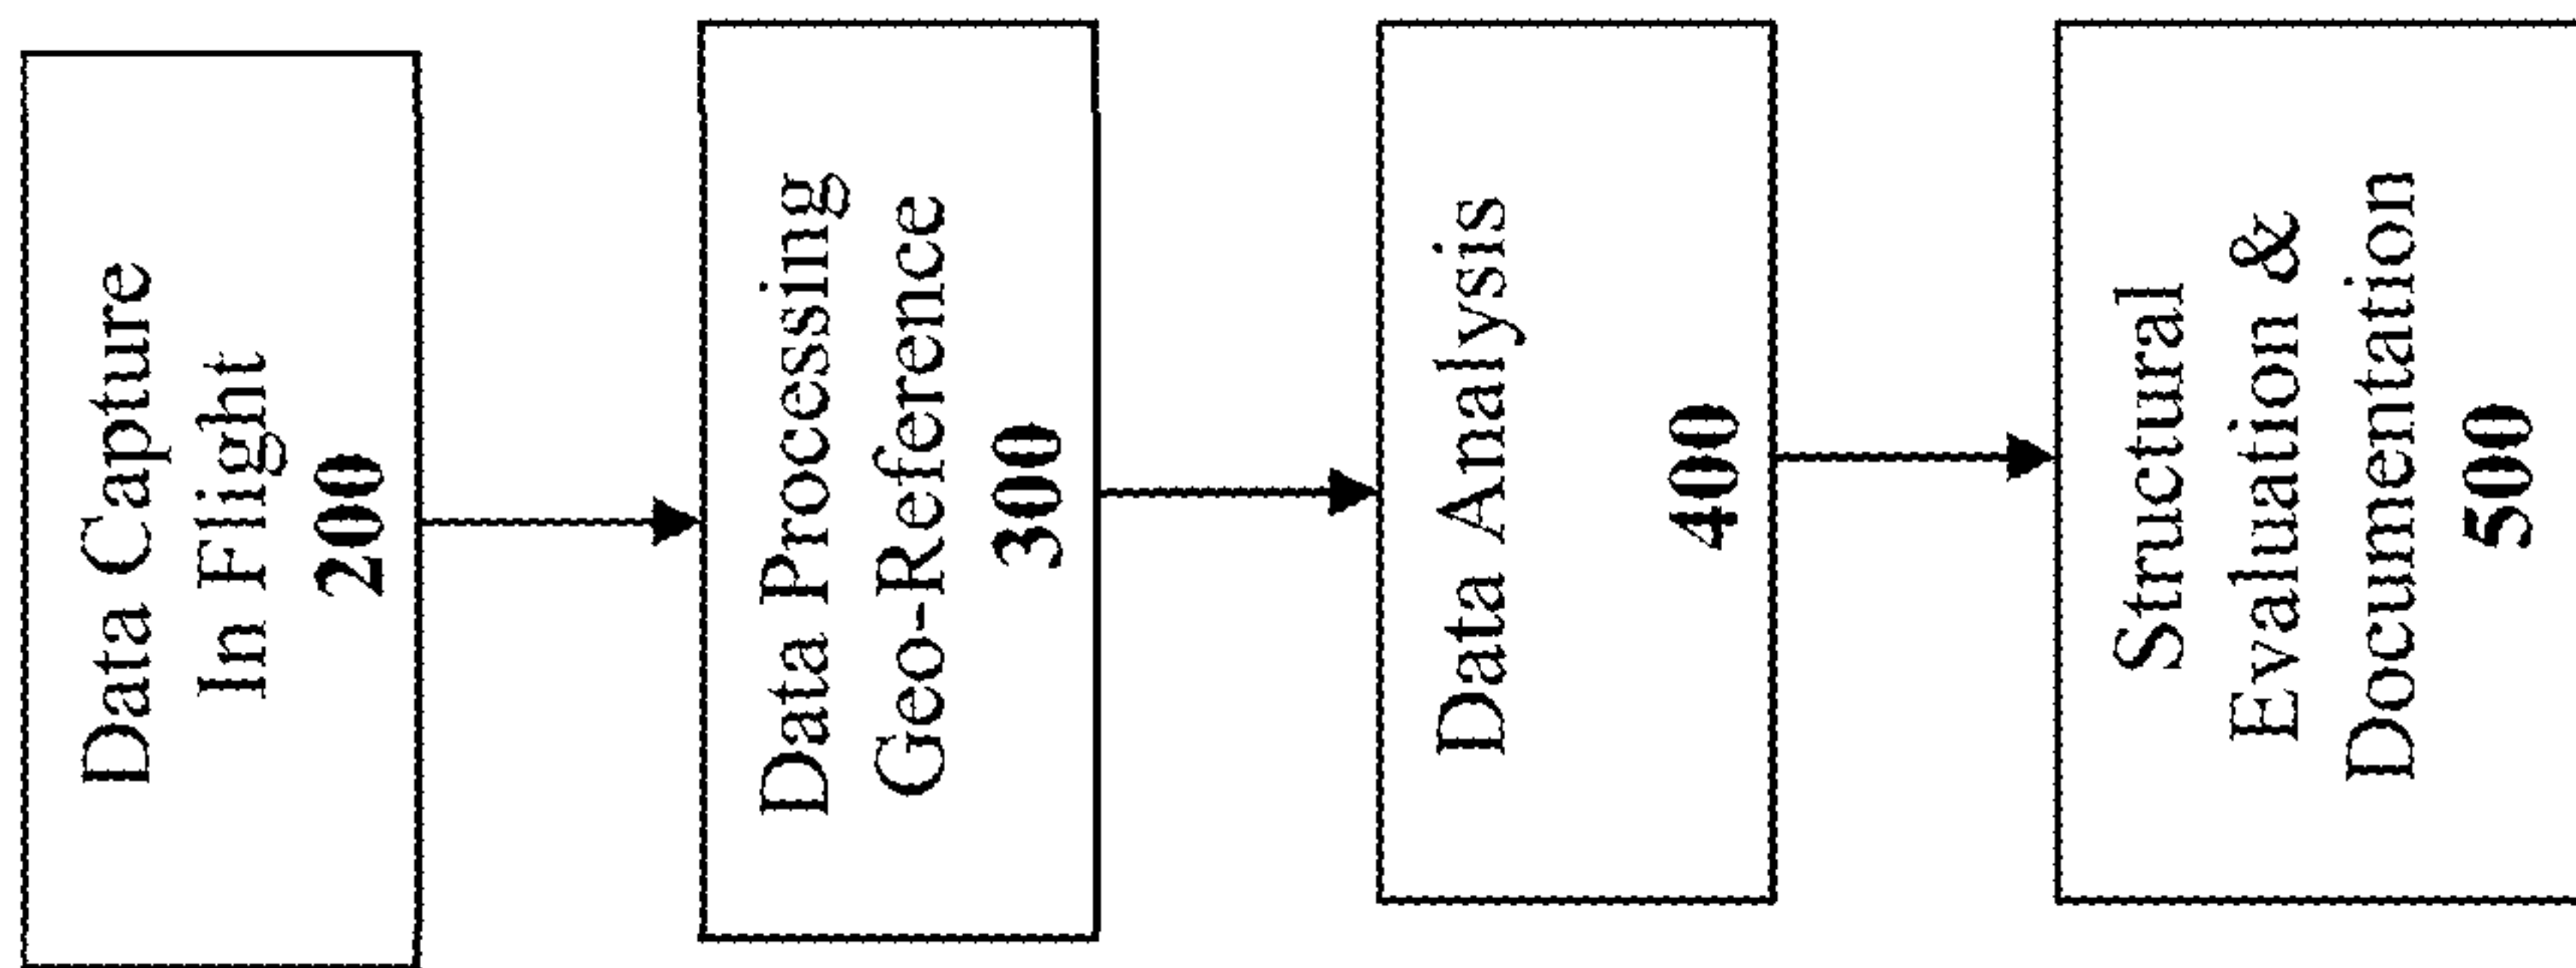 Data Capture
In Flight
200
Data Processing
Geo-Reference
300
Data Analysis
400
Structural
Evaluation &
Documentation
500